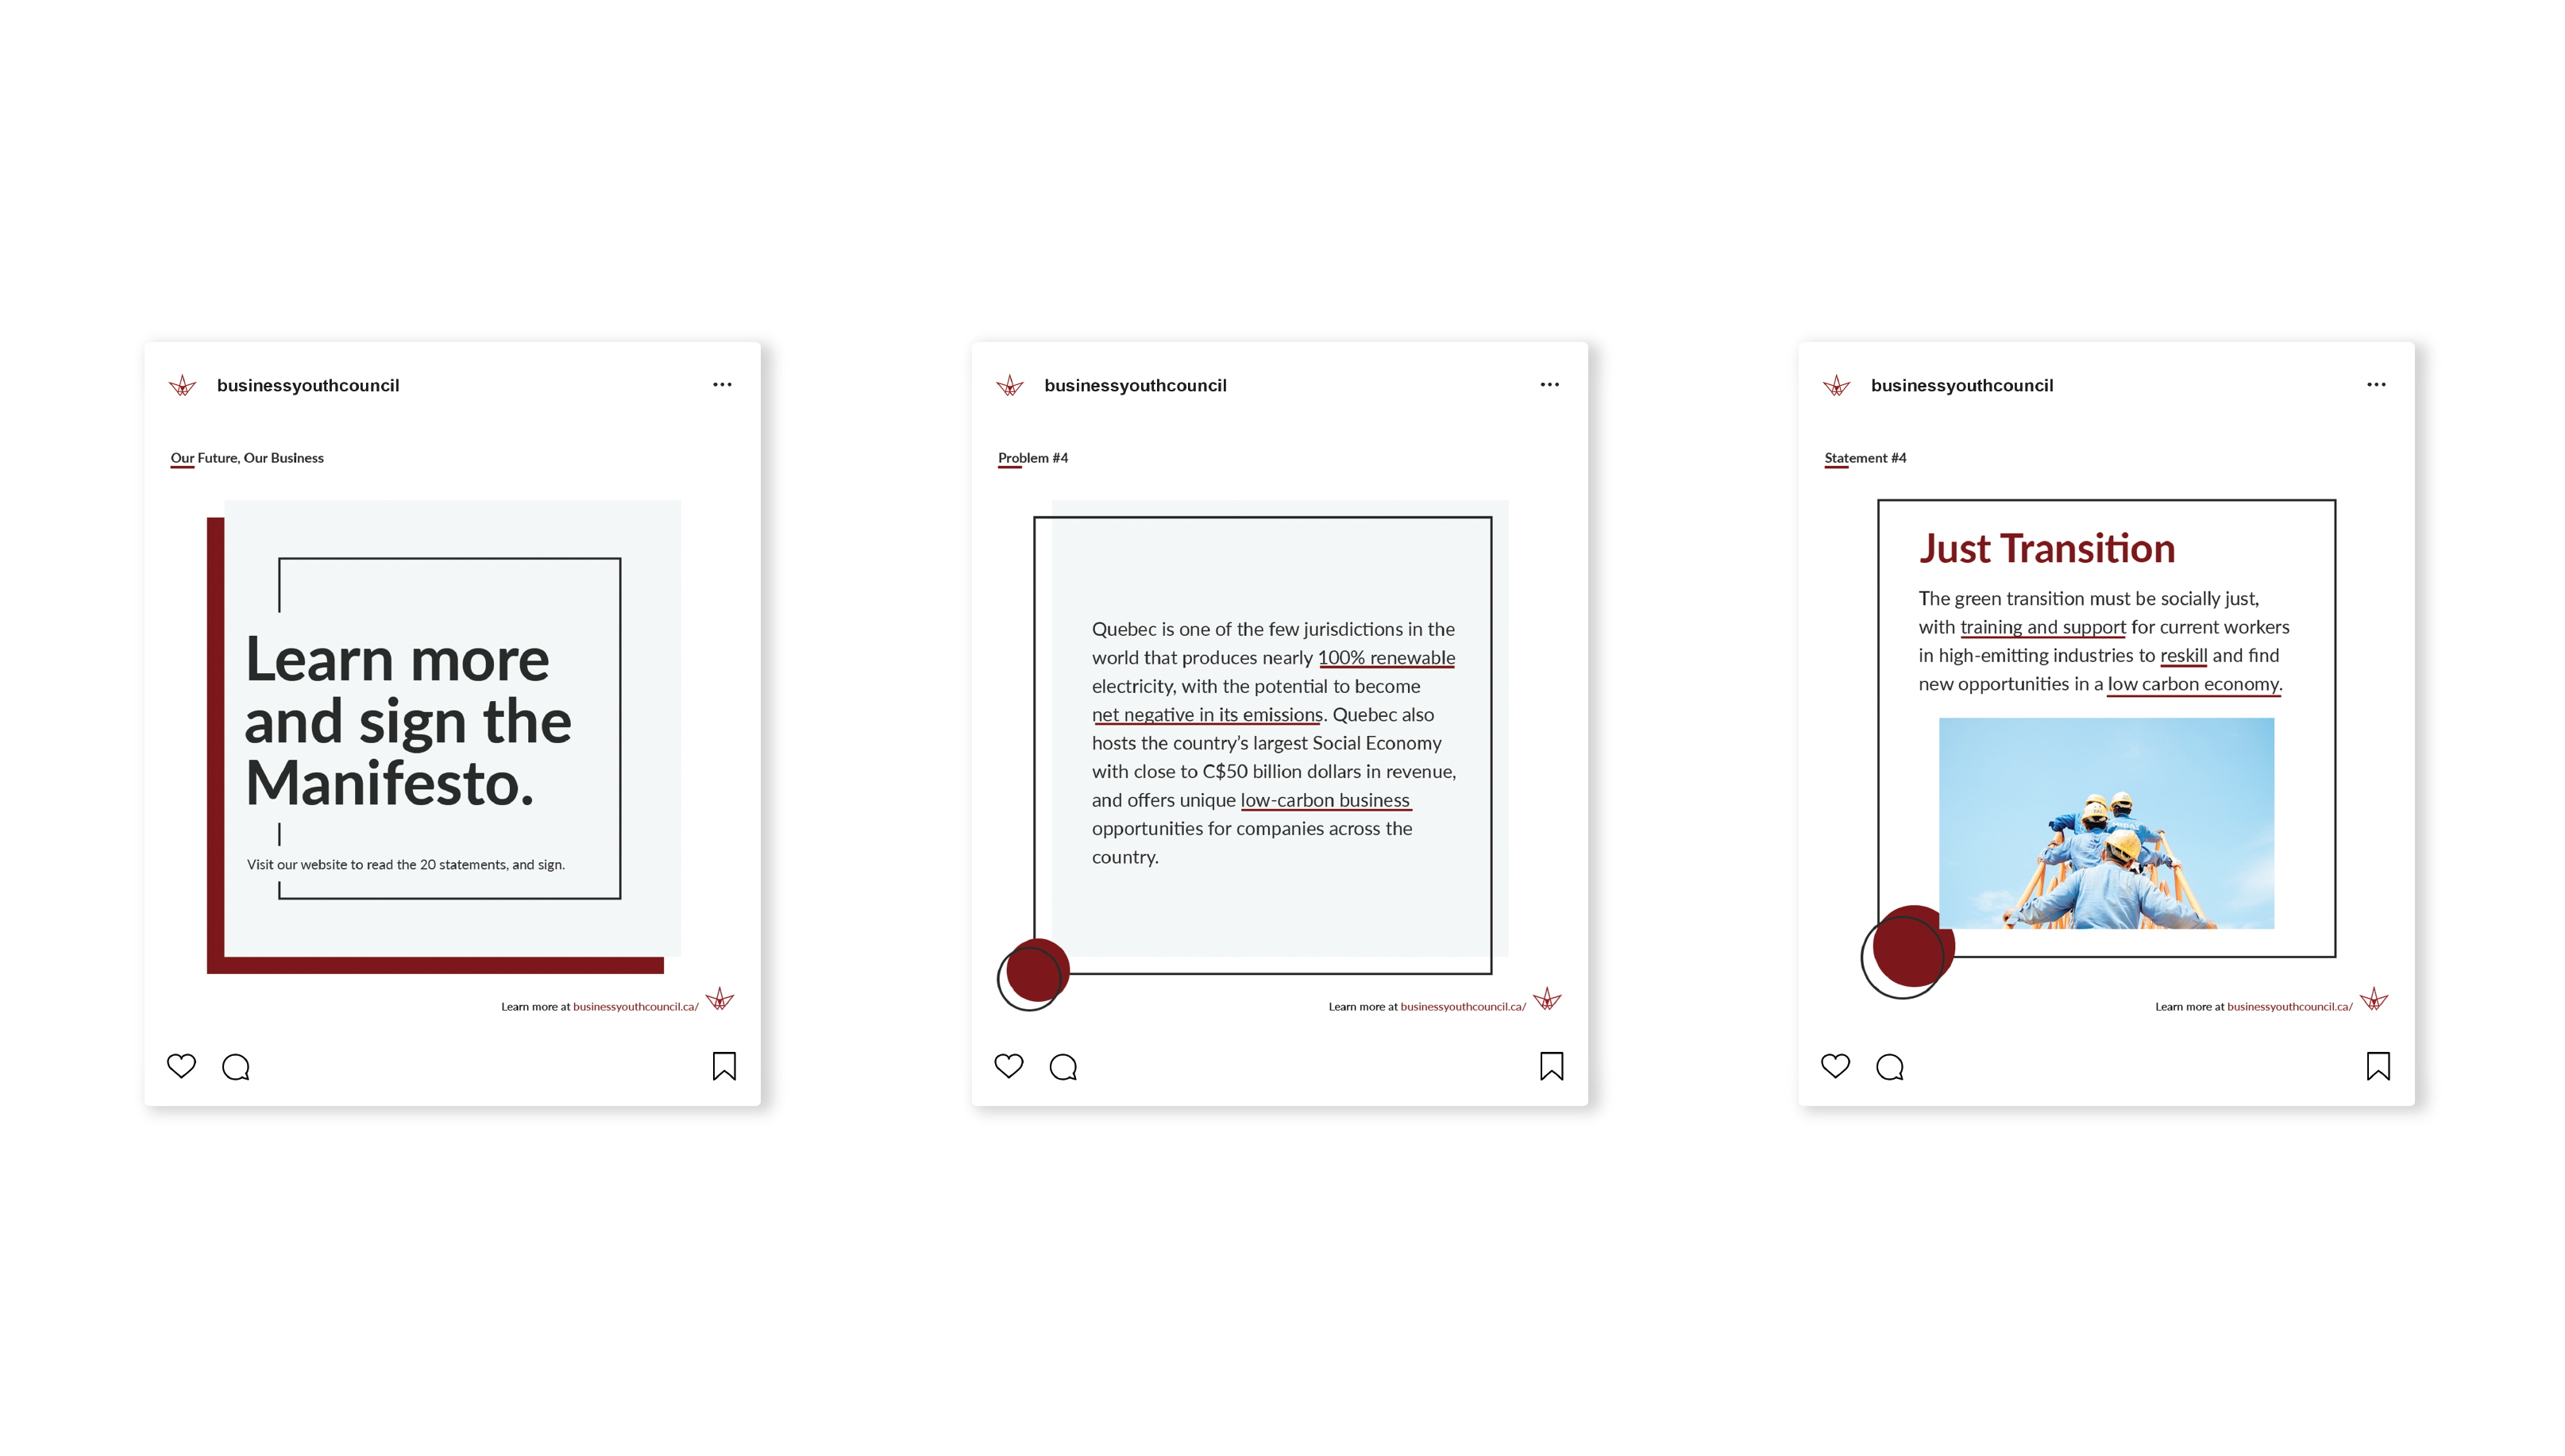 businessyouthcouncil
Our Future, Our Business
Learn more
and sign the
Manifesto.
Visit our website to read the 20 statements, and sign.
Learn more at businessyouthcouncil.ca/
businessyouthcouncil
Problem #4
Quebec is one of the few jurisdictions in the
world that produces nearly 100% renewable
electricity, with the potential to become
net negative in its emissions. Quebec also
hosts the country’s largest Social Economy
with close to C$50 billion dollars in revenue,
and offers unique low-carbon business
opportunities for companies across the
country.
Learn more at businessyouthcouncil.ca/
businessyouthcouncil
Statement #4
Just Transition
The green transition must be socially just,
with training and support for current workers
in high-emitting industries to reskill and find
new opportunities in a low carbon economy.
Learn more at businessyouthcouncil.ca/